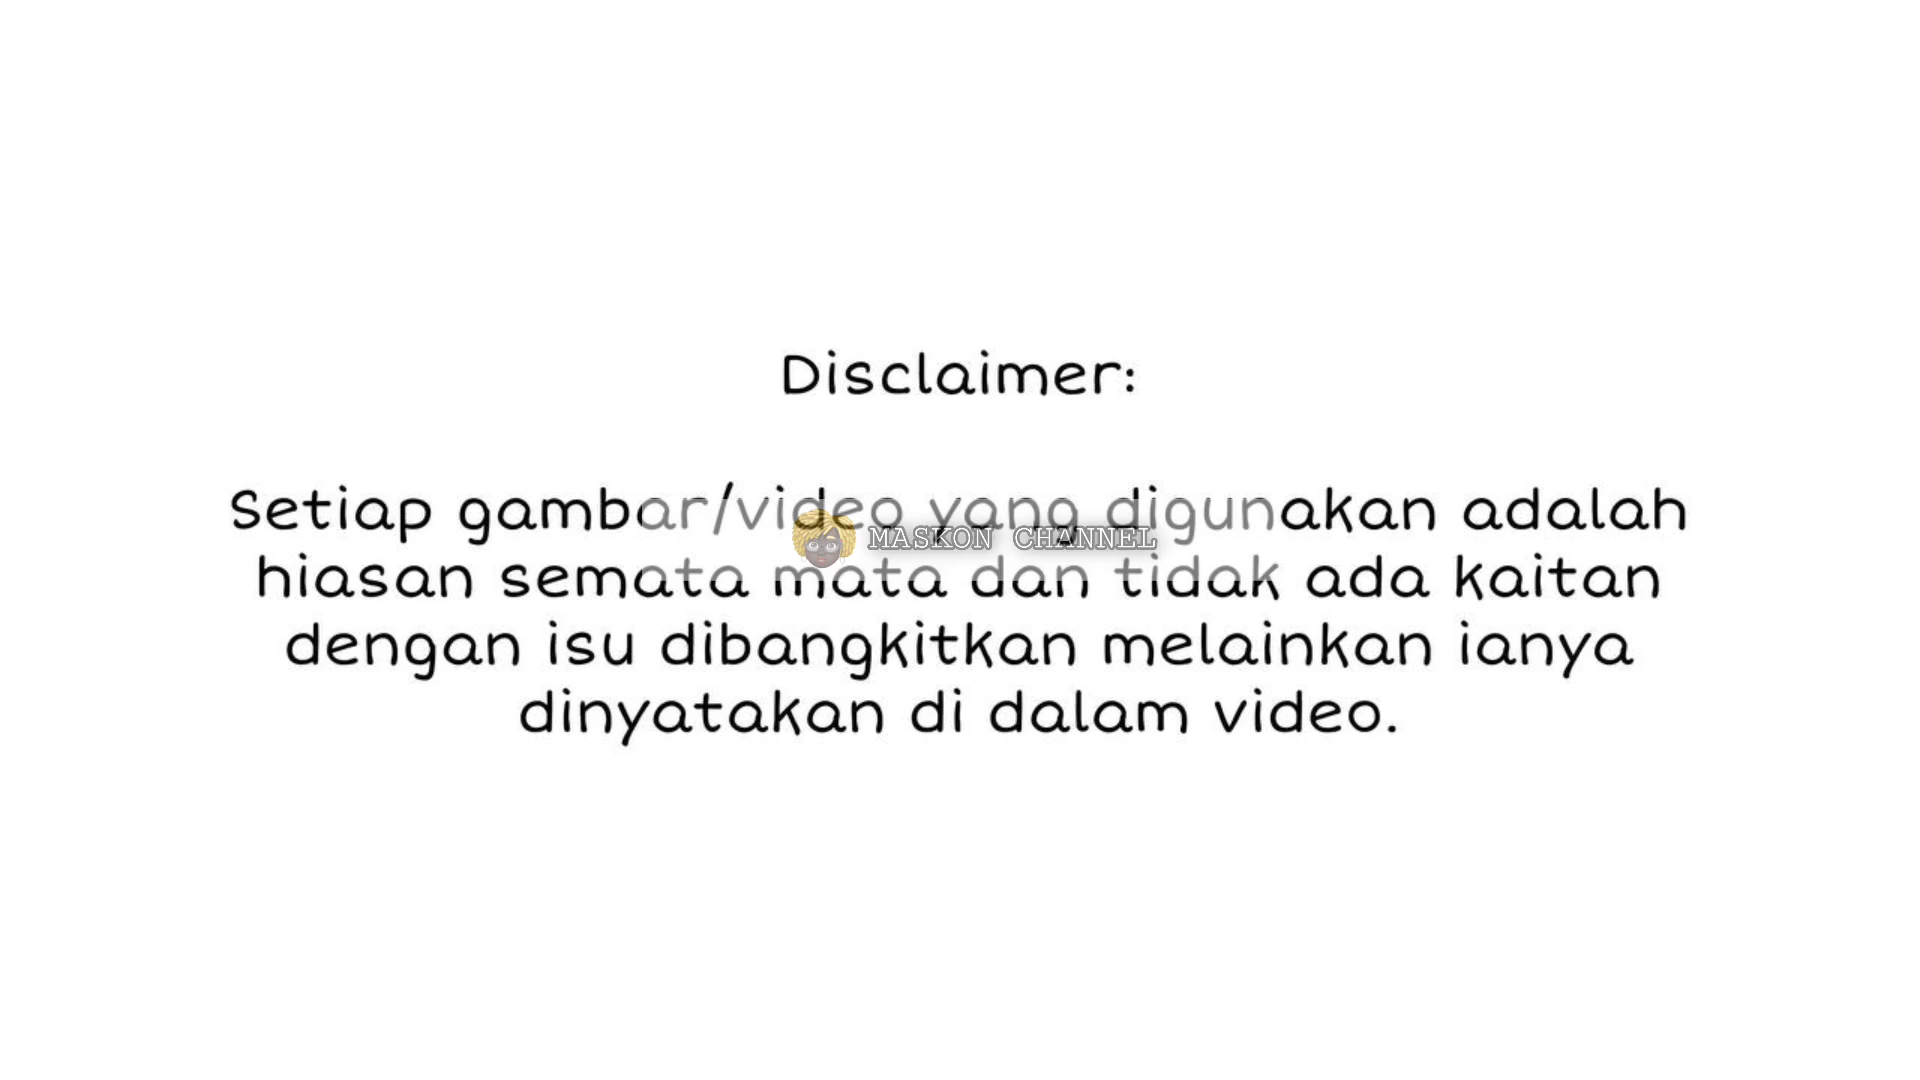 Disclaimer:
Setiap gambar/video yang digunakan adalah
MASKON CHANNEL
hiasan semata mata dan tidak ada kaitan
dengan isu dibangkitkan melainkan ianya
dinyatakan di dalam video.